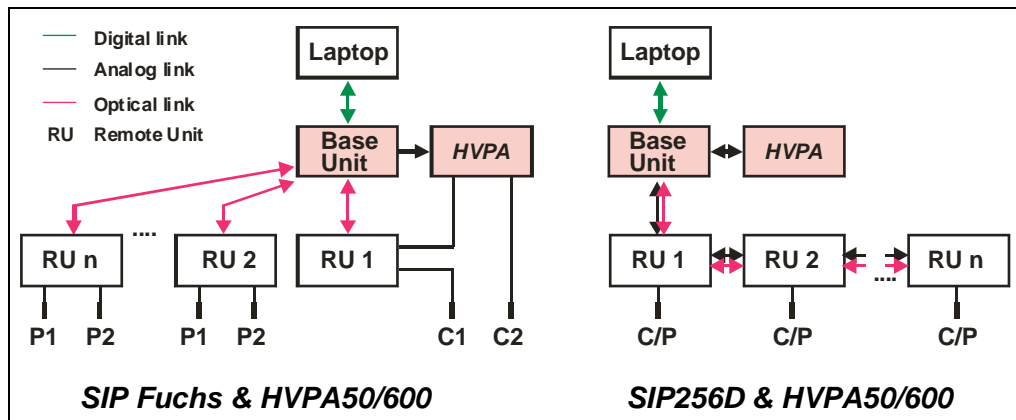 Digital link
Analog link
Optical link
RU Remote Unit
Laptop
Base
Unit
HVPA
RU n
....
RU 2
RU 1
P1 P2 P1 P2 C1 C2
SIP Fuchs & HVPA50/600
Laptop
Base
Unit
HVPA
RU 1
RU 2
....
RU n
C/P C/P C/P
SIP256D & HVPA50/600